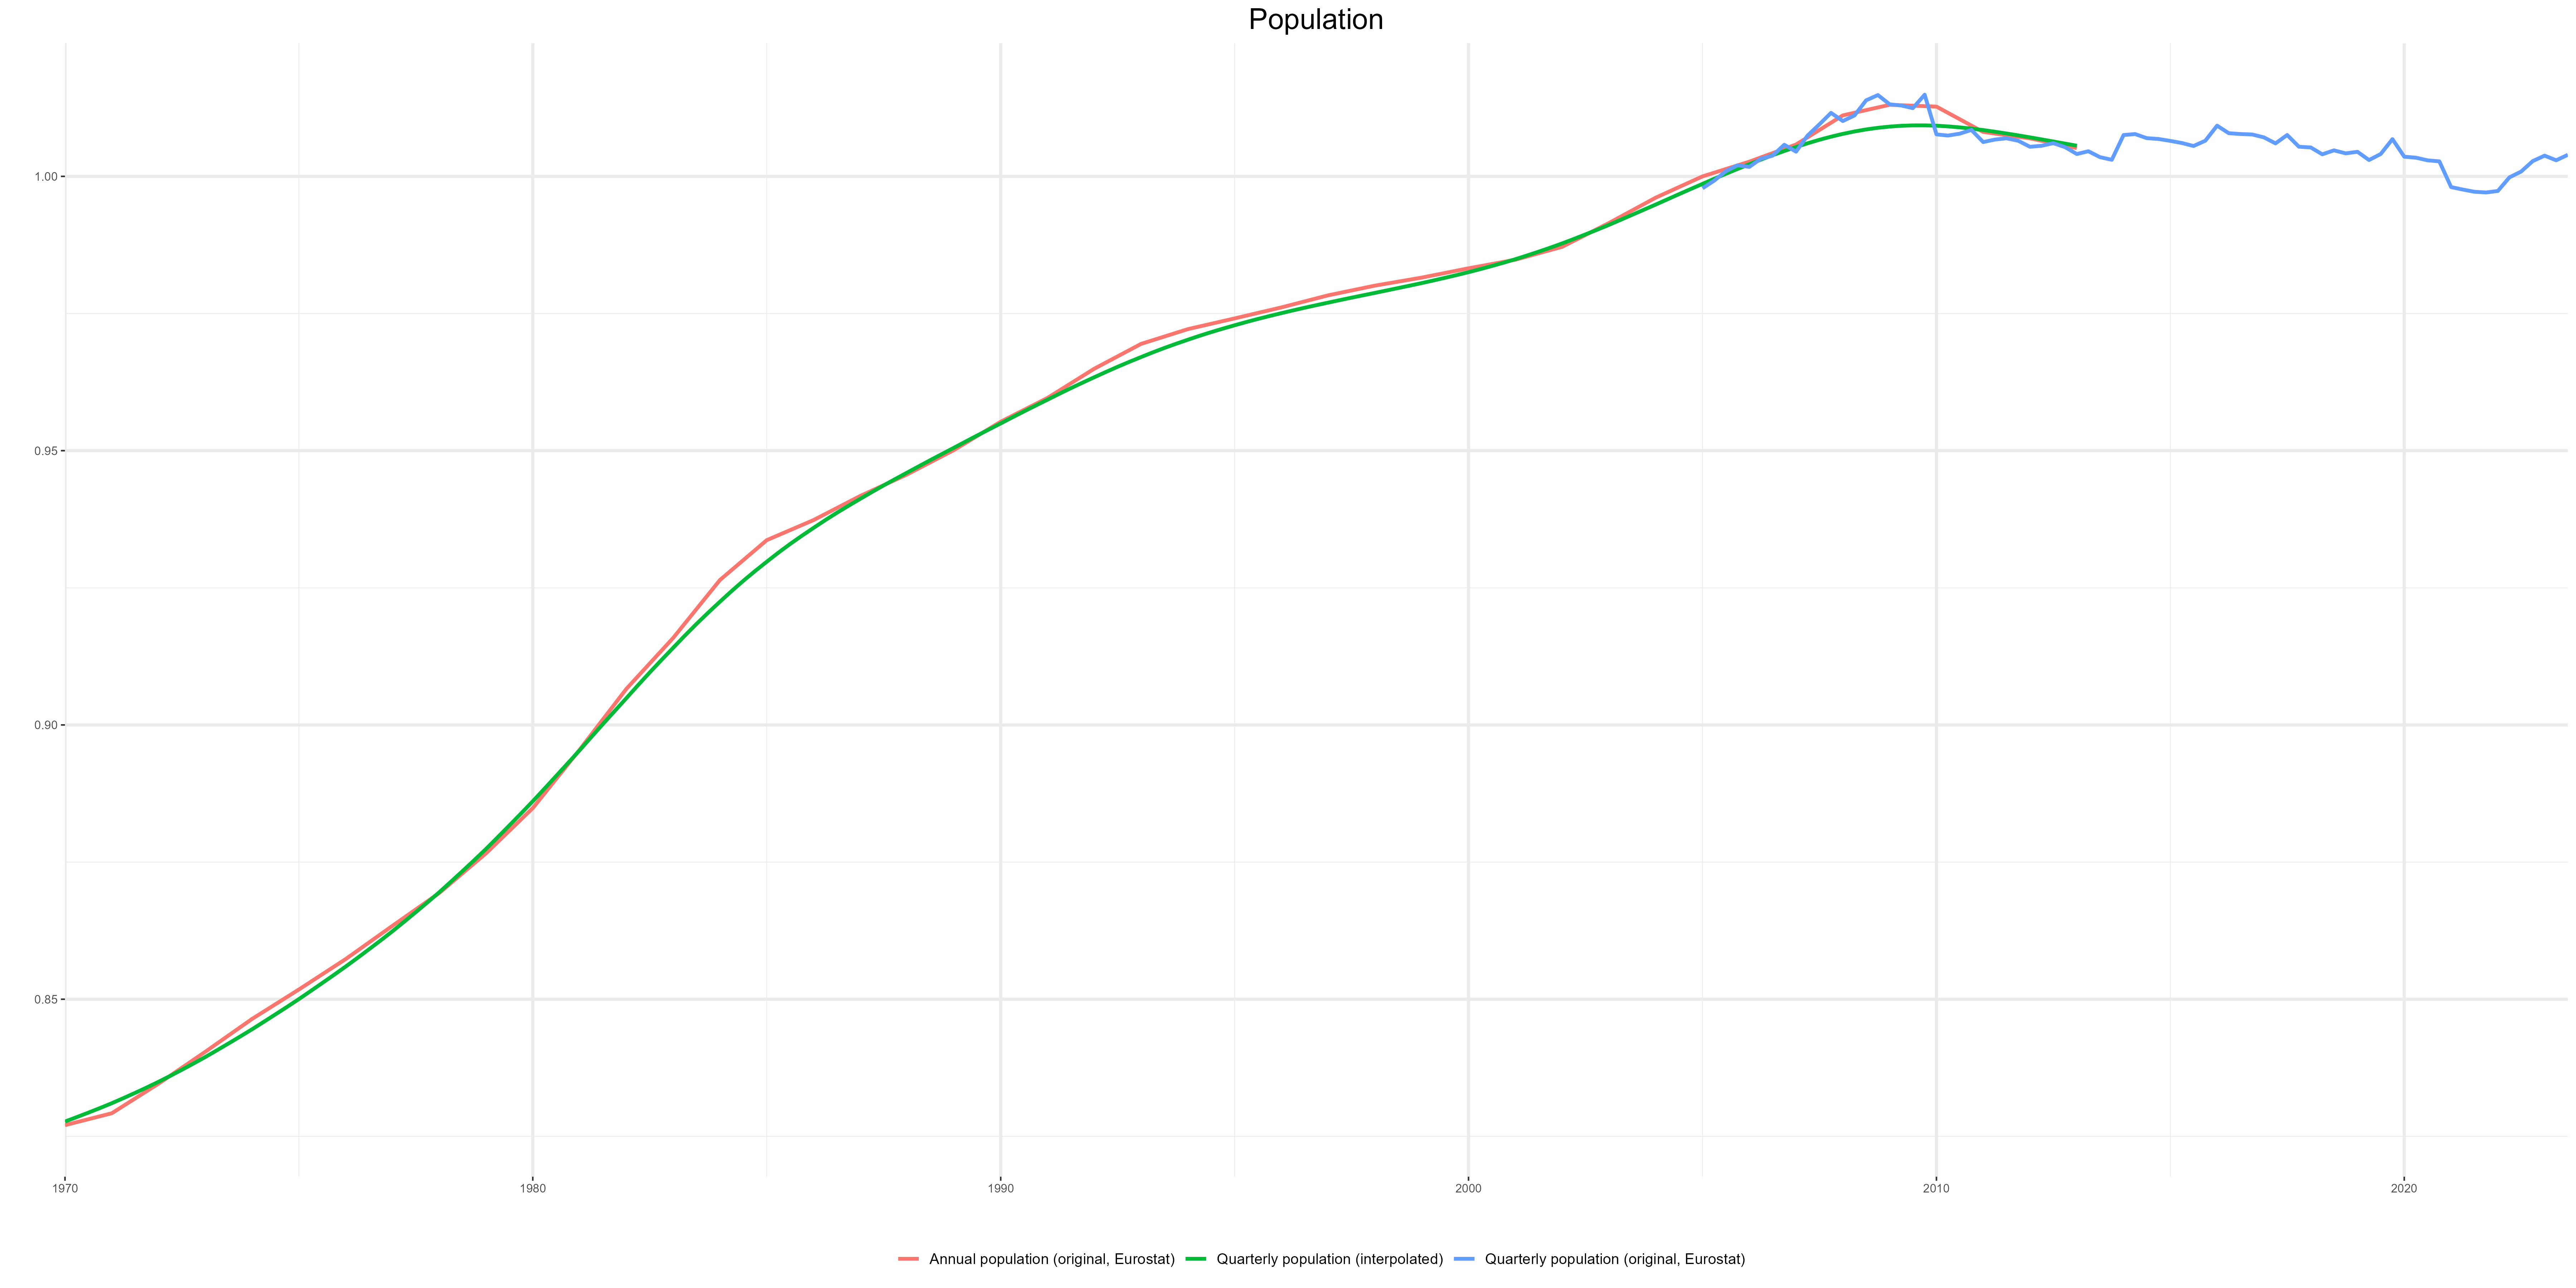 Population
1.00
0.95
0.90
0.85
1970 1980 1990 2000 2010 2020
Annual population (original, Eurostat) Quarterly population (interpolated) Quarterly population (original, Eurostat)